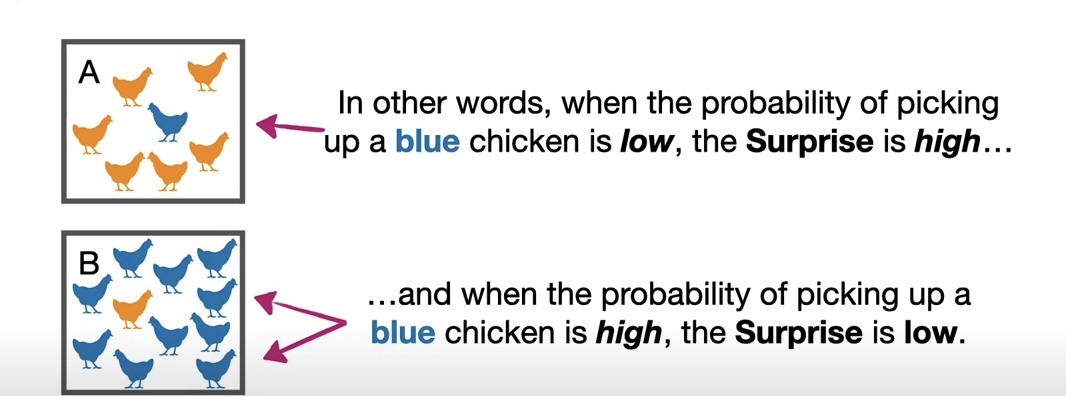 A
In other words, when the probability of picking
up a blue chicken is low, the Surprise is high…
B
…and when the probability of picking up a
blue chicken is high, the Surprise is low.